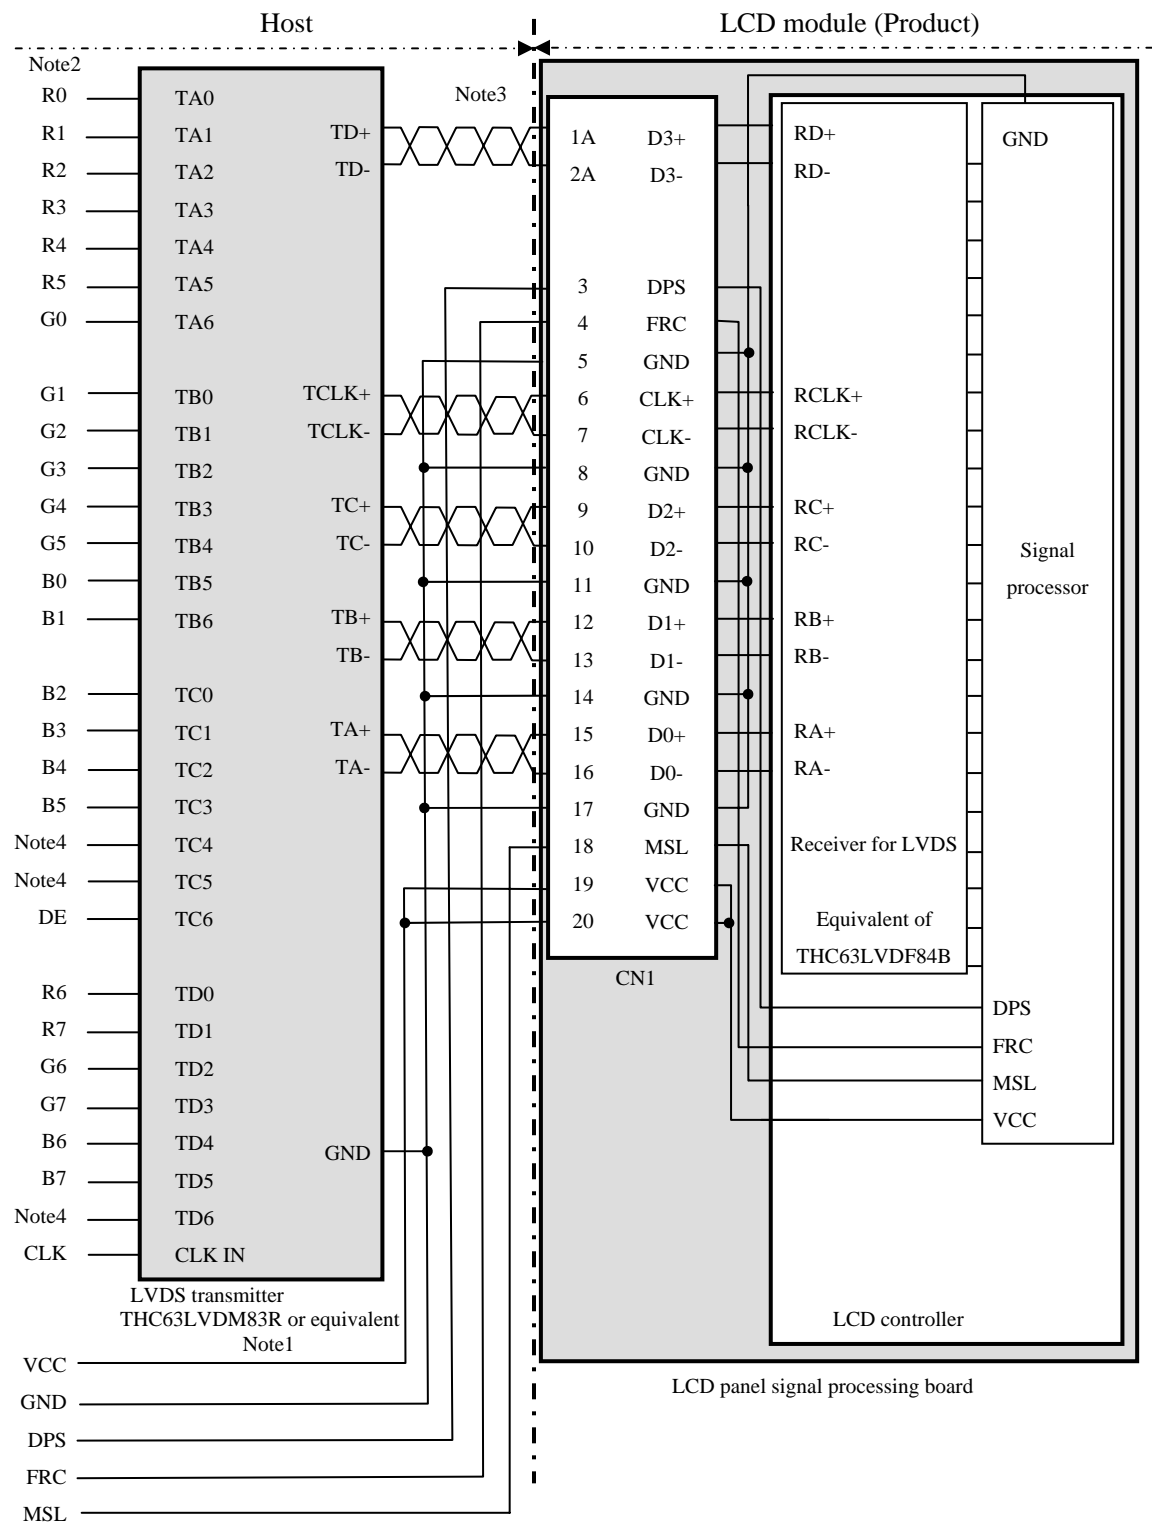 Host
LCD module (Product)
Note2
Note3
R0 TA0
R1 TA1 TD+ 1A D3+ RD+ GND
R2 TA2 TD- 2A D3- RD-
R3 TA3
R4 TA4
R5 TA5 3 DPS
G0 TA6 4 FRC
5 GND
G1 TB0 TCLK+ 6 CLK+ RCLK+
G2 TB1 TCLK- 7 CLK- RCLK-
G3 TB2 8 GND
G4 TB3 TC+ 9 D2+ RC+
G5 TB4 TC- 10 D2- RC- Signal
B0 TB5 11 GND processor
B1 TB6 TB+ 12 D1+ RB+
TB- 13 D1- RB-
B2 TC0 14 GND
B3 TC1 TA+ 15 D0+ RA+
B4 TC2 TA- 16 D0- RA-
B5 TC3 17 GND
Note4 TC4 18 MSL Receiver for LVDS
Note4 TC5 19 VCC
DE TC6 20 VCC Equivalent of
THC63LVDF84B
CN1
R6 TD0
DPS
R7 TD1
FRC
G6 TD2
MSL
G7 TD3
VCC
B6 TD4 GND
B7 TD5
Note4 TD6
CLK CLK IN
LVDS transmitter
THC63LVDM83R or equivalent
Note1
LCD controller
VCC
LCD panel signal processing board
GND
DPS
FRC
MSL